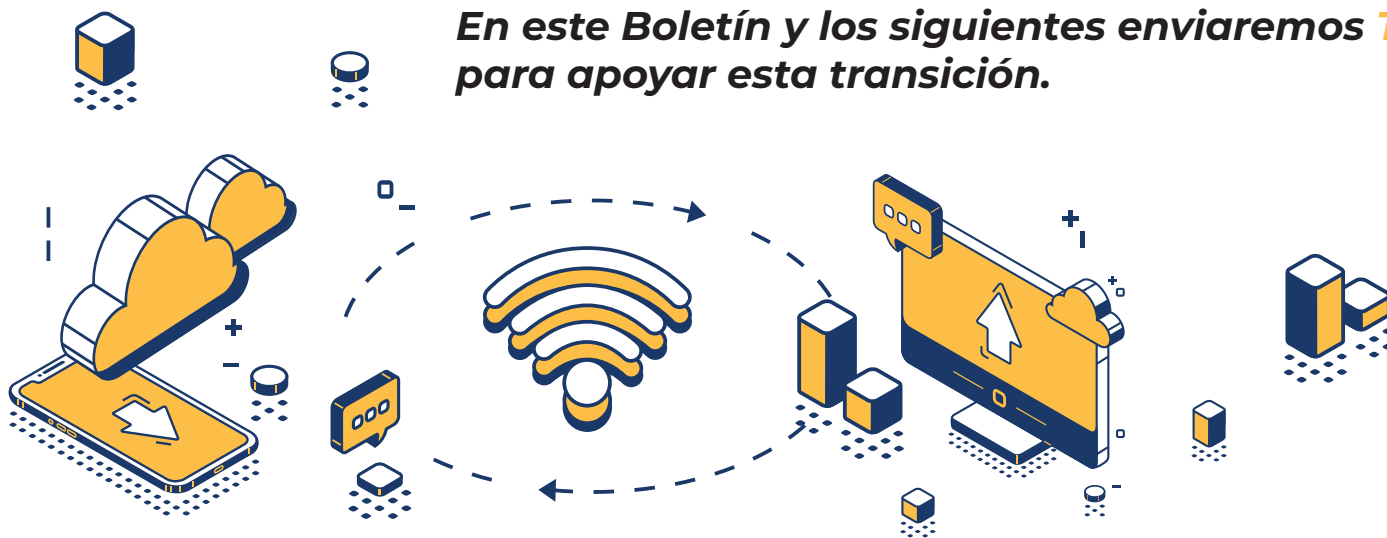 En este Boletín y los siguientes enviaremos
para apoyar esta transición.